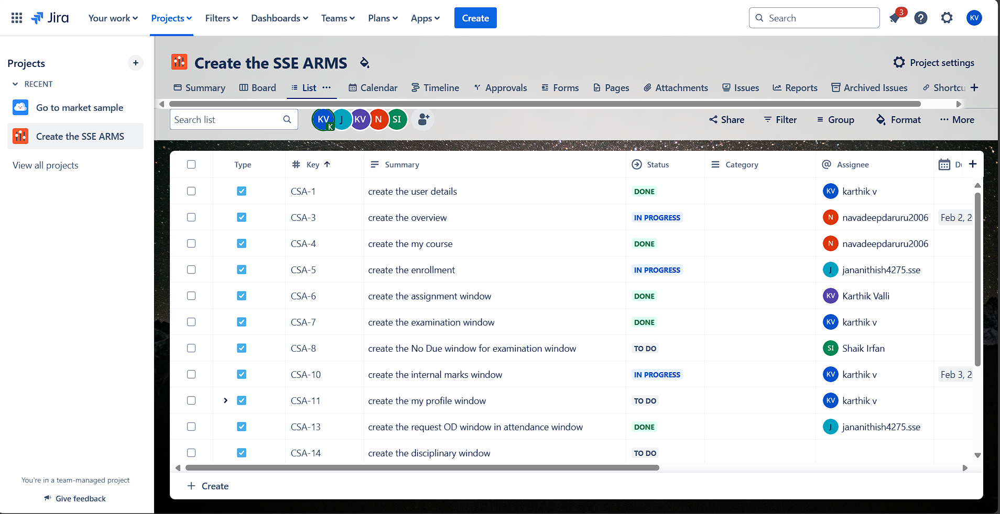 Jira Your work Projects Filters Dashboards Teams Plans Apps Create Search 3 KV
Projects
RECENT
Go to market sample
Create the SSE ARMS
View all projects
You're in a team-managed project
Give feedback
Create the SSE ARMS Project settings
Summary Board List Calendar Timeline Approvals Forms Pages Attachments Issues Reports Archived Issues Shortcu
Search list KV K J KV N SI Share Filter Group Format More
Type Key Summary Status Category Assignee D
CSA-1 create the user details DONE KV karthik v
CSA-3 create the overview IN PROGRESS N navadeepdaruru2006 Feb 2, 2
CSA-4 create the my course DONE N navadeepdaruru2006
CSA-5 create the enrollment IN PROGRESS J jananithish4275.sse
CSA-6 create the assignment window DONE KV Karthik Valli
CSA-7 create the examination window DONE KV karthik v
CSA-8 create the No Due window for examination window TO DO SI Shaik Irfan
CSA-10 create the internal marks window IN PROGRESS KV karthik v Feb 3, 2
CSA-11 create the my profile window TO DO KV karthik v
CSA-13 create the request OD window in attendance window DONE J jananithish4275.sse
CSA-14 create the disciplinary window TO DO
+ Create